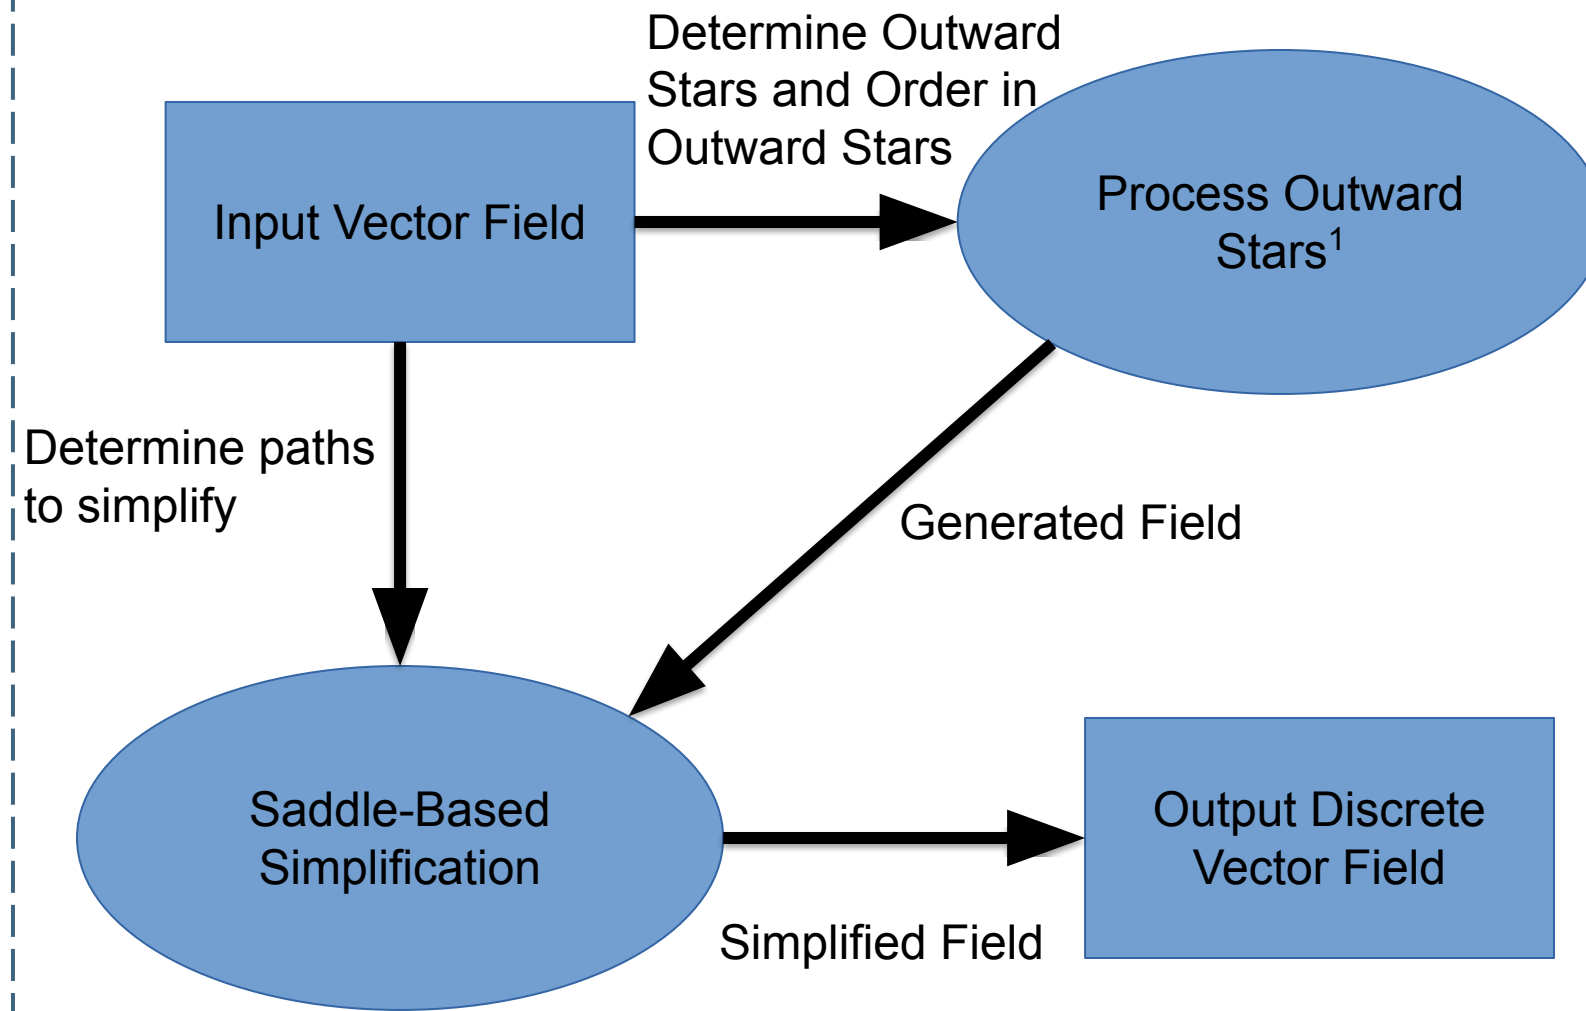 Determine Outward
Stars and Order in
Outward Stars
Input Vector Field
Process Outward
Stars¹
Determine paths
to simplify
Generated Field
Saddle-Based
Simplification
Output Discrete
Vector Field
Simplified Field